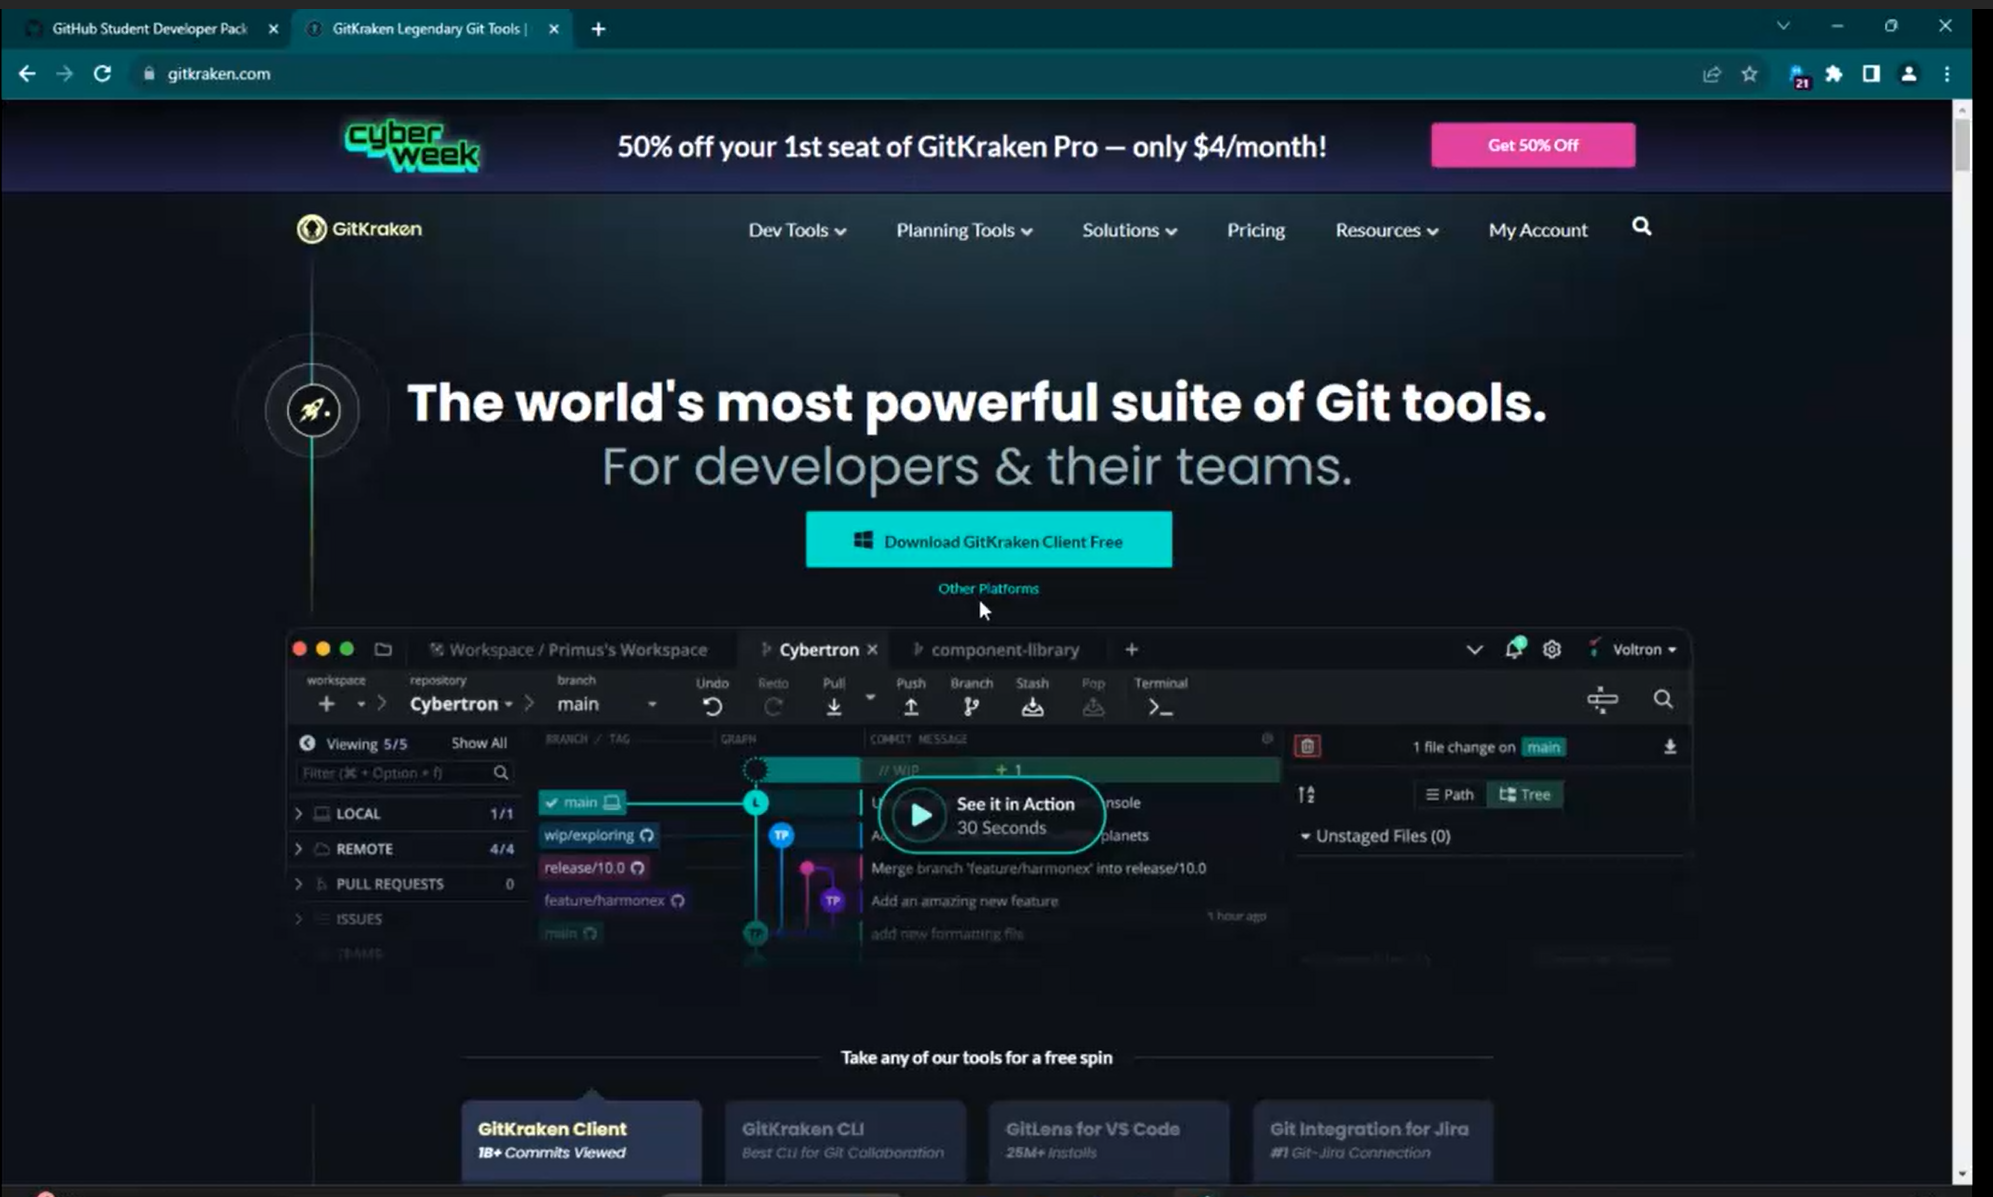 GitHub Student Developer Pack
GitKraken Legendary Git Tools |
gitkraken.com
21
cyber week
50% off your 1st seat of GitKraken Pro — only $4/month!
Get 50% Off
GitKraken
Dev Tools
Planning Tools
Solutions
Pricing
Resources
My Account
The world's most powerful suite of Git tools.
For developers & their teams.
Download GitKraken Client Free
Other Platforms
Workspace / Primus's Workspace
Cybertron
component-library
Voltron
workspace
repository
Cybertron
branch
main
Undo
Redo
Pull
Push
Branch
Stash
Pop
Terminal
Viewing 5/5
Show All
Filter (⌘ + Option + f)
LOCAL 1/1
REMOTE 4/4
PULL REQUESTS 0
ISSUES
TEAMS
BRANCH / TAG
GRAPH
COMMIT MESSAGE
// WIP + 1
main
L
nsole
wip/exploring
TP
planets
release/10.0
Merge branch 'feature/harmonex' into release/10.0
feature/harmonex
TP
Add an amazing new feature
1 hour ago
main
TP
add new formatting file
See it in Action
30 Seconds
1 file change on main
Path
Tree
Unstaged Files (0)
Take any of our tools for a free spin
GitKraken Client
1B+ Commits Viewed
GitKraken CLI
Best CLI for Git Collaboration
GitLens for VS Code
25M+ Installs
Git Integration for Jira
#1 Git-Jira Connection